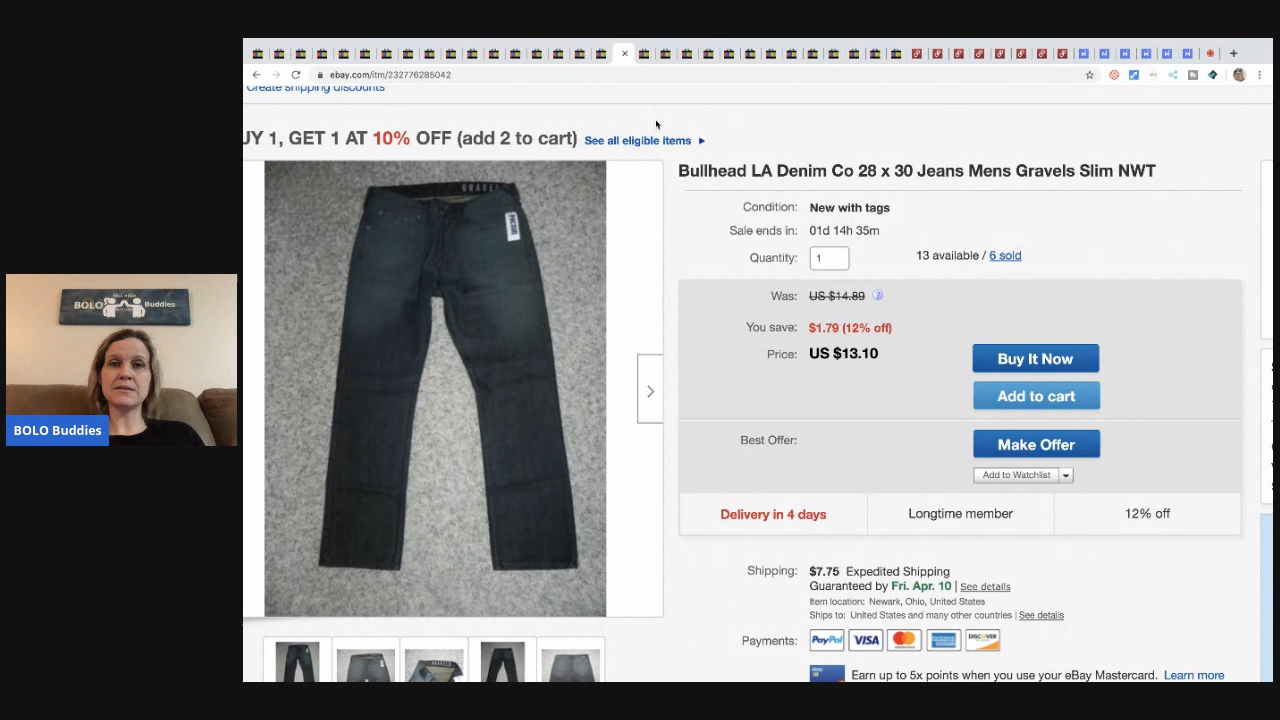 ebay.com/itm/232776285042
Create shipping discounts
UY 1, GET 1 AT 10% OFF (add 2 to cart) See all eligible items
Bullhead LA Denim Co 28 x 30 Jeans Mens Gravels Slim NWT
Condition: New with tags
Sale ends in: 01d 14h 35m
Quantity: 1 13 available / 6 sold
Was: US $14.89 ?
You save: $1.79 (12% off)
Price: US $13.10
Buy It Now
Add to cart
Best Offer:
Make Offer
Add to Watchlist
Delivery in 4 days Longtime member 12% off
Shipping: $7.75 Expedited Shipping
Guaranteed by Fri. Apr. 10 | See details
Item location: Newark, Ohio, United States
Ships to: United States and many other countries | See details
Payments: PayPal VISA MasterCard AMERICAN EXPRESS DISCOVER
Earn up to 5x points when you use your eBay Mastercard. Learn more
BOLO Buddies
BOLO Buddies